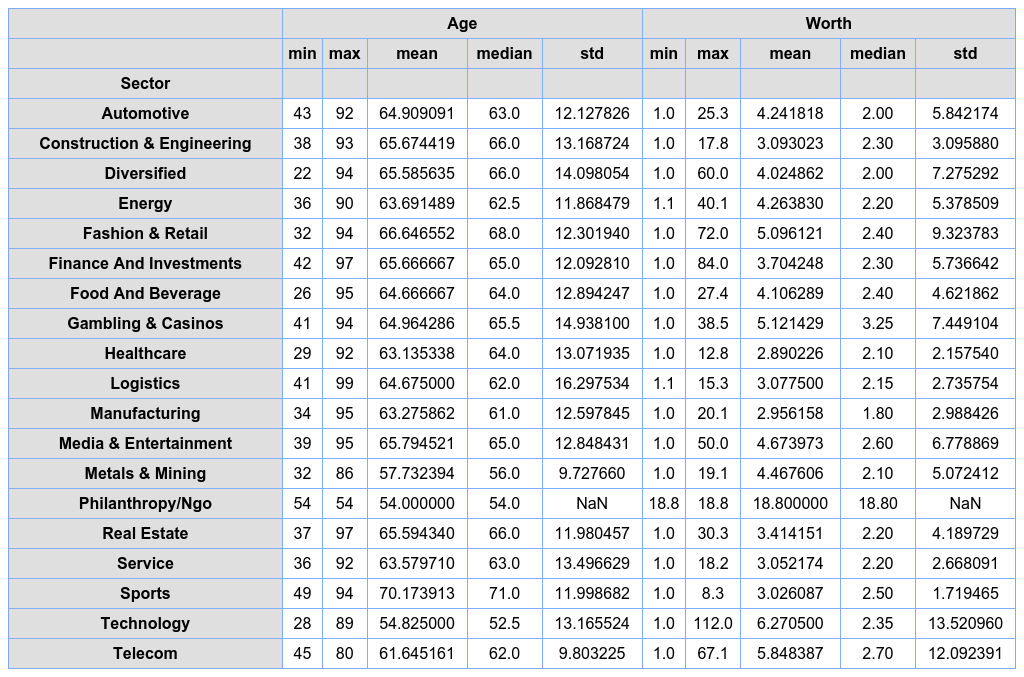 Age Worth
min max mean median std min max mean median std
Sector
Automotive 43 92 64.909091 63.0 12.127826 1.0 25.3 4.241818 2.00 5.842174
Construction & Engineering 38 93 65.674419 66.0 13.168724 1.0 17.8 3.093023 2.30 3.095880
Diversified 22 94 65.585635 66.0 14.098054 1.0 60.0 4.024862 2.00 7.275292
Energy 36 90 63.691489 62.5 11.868479 1.1 40.1 4.263830 2.20 5.378509
Fashion & Retail 32 94 66.646552 68.0 12.301940 1.0 72.0 5.096121 2.40 9.323783
Finance And Investments 42 97 65.666667 65.0 12.092810 1.0 84.0 3.704248 2.30 5.736642
Food And Beverage 26 95 64.666667 64.0 12.894247 1.0 27.4 4.106289 2.40 4.621862
Gambling & Casinos 41 94 64.964286 65.5 14.938100 1.0 38.5 5.121429 3.25 7.449104
Healthcare 29 92 63.135338 64.0 13.071935 1.0 12.8 2.890226 2.10 2.157540
Logistics 41 99 64.675000 62.0 16.297534 1.1 15.3 3.077500 2.15 2.735754
Manufacturing 34 95 63.275862 61.0 12.597845 1.0 20.1 2.956158 1.80 2.988426
Media & Entertainment 39 95 65.794521 65.0 12.848431 1.0 50.0 4.673973 2.60 6.778869
Metals & Mining 32 86 57.732394 56.0 9.727660 1.0 19.1 4.467606 2.10 5.072412
Philanthropy/Ngo 54 54 54.000000 54.0 NaN 18.8 18.8 18.800000 18.80 NaN
Real Estate 37 97 65.594340 66.0 11.980457 1.0 30.3 3.414151 2.20 4.189729
Service 36 92 63.579710 63.0 13.496629 1.0 18.2 3.052174 2.20 2.668091
Sports 49 94 70.173913 71.0 11.998682 1.0 8.3 3.026087 2.50 1.719465
Technology 28 89 54.825000 52.5 13.165524 1.0 112.0 6.270500 2.35 13.520960
Telecom 45 80 61.645161 62.0 9.803225 1.0 67.1 5.848387 2.70 12.092391